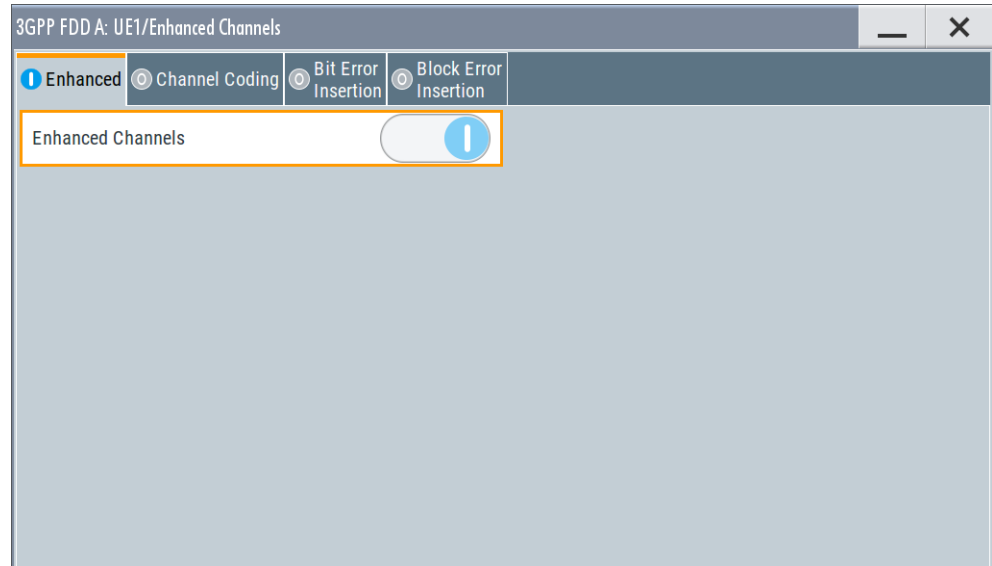 3GPP FDD A: UE1/Enhanced Channels
Enhanced
Channel Coding
Bit Error
Insertion
Block Error
Insertion
Enhanced Channels